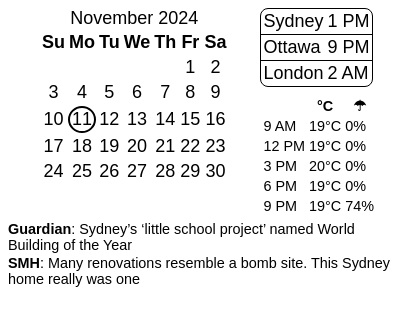 November 2024
Su Mo Tu We Th Fr Sa
1 2
3 4 5 6 7 8 9
10 11 12 13 14 15 16
17 18 19 20 21 22 23
24 25 26 27 28 29 30
Sydney 1 PM
Ottawa 9 PM
London 2 AM
°C ☂
9 AM 19°C 0%
12 PM 19°C 0%
3 PM 20°C 0%
6 PM 19°C 0%
9 PM 19°C 74%
Guardian: Sydney’s ‘little school project’ named World
Building of the Year
SMH: Many renovations resemble a bomb site. This Sydney
home really was one